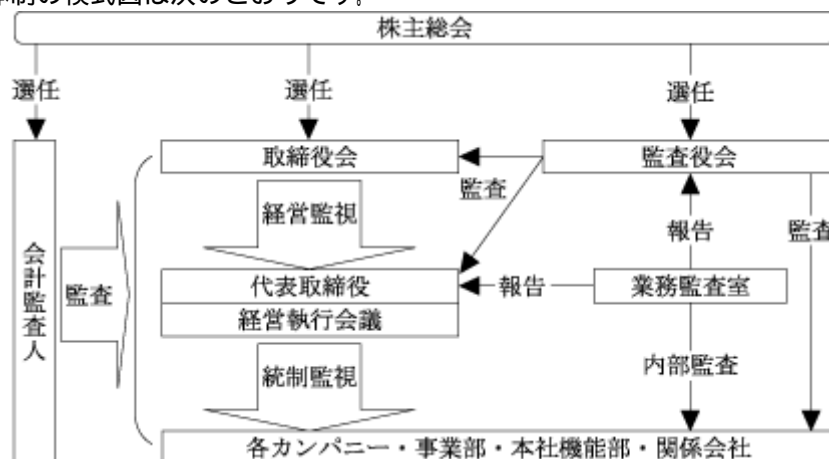 株主総会
選任
選任
選任
取締役会
監査役会
監査
経営監視
報告
監査
会計監査人
監査
代表取締役
報告
業務監査室
経営執行会議
統制監視
内部監査
各カンパニー・事業部・本社機能部・関係会社